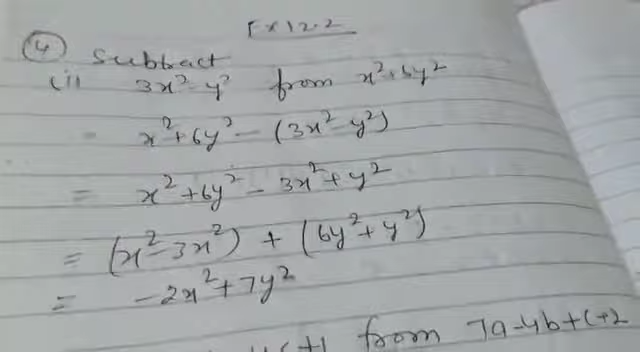 Ex 12.2
(4) Subtract
(i) 3x²-y² from x²+6y²
= x²+6y² - (3x²-y²)
= x²+6y² - 3x²+y²
= (x²-3x²) + (6y²+y²)
= -2x²+7y²
from 7a-4b+c+2